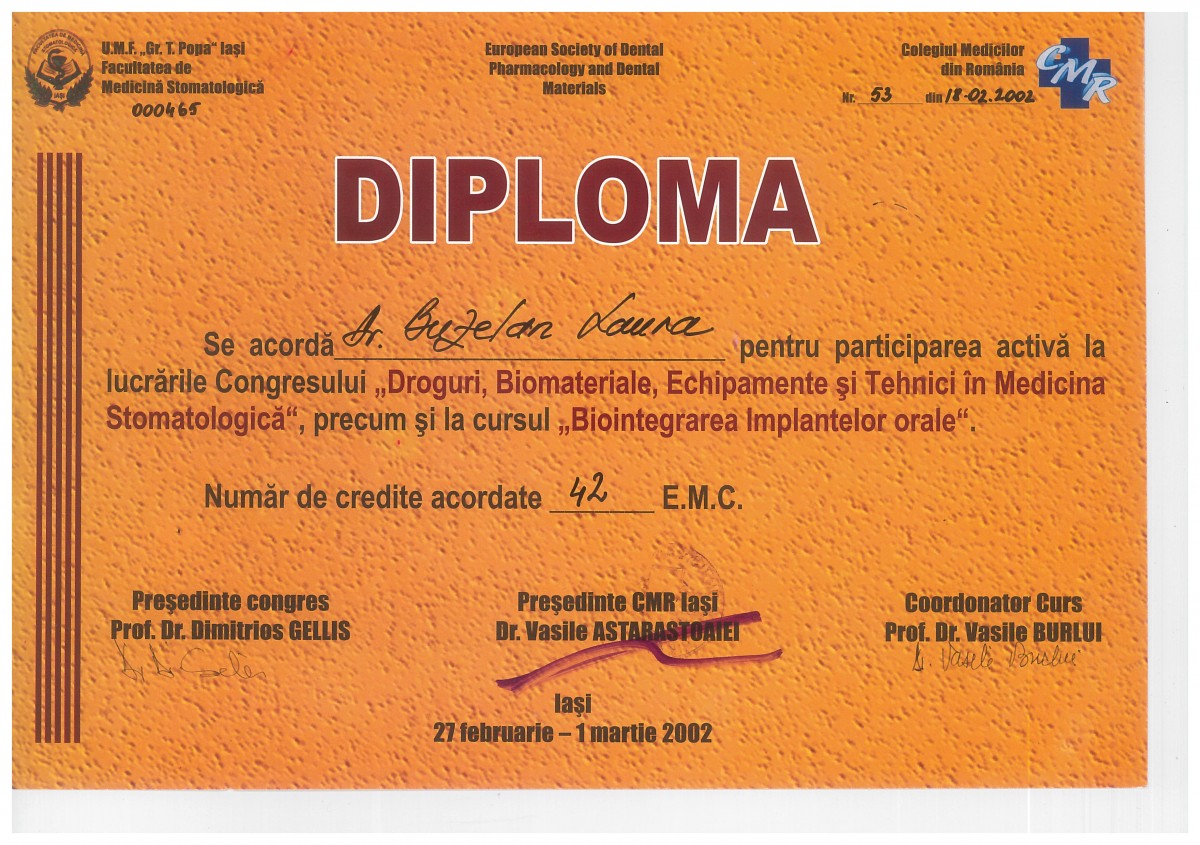 U.M.F. „Gr. T. Popa“ Iaşi
Facultatea de
Medicină Stomatologică
000465
European Society of Dental
Pharmacology and Dental
Materials
Colegiul Medicilor
din România
Nr. 53 din 18-02.2002
CMR
DIPLOMA
Se acordă Dr. Buzelan Laura pentru participarea activă la
lucrările Congresului „Droguri, Biomateriale, Echipamente şi Tehnici în Medicina
Stomatologică“, precum şi la cursul „Biointegrarea Implantelor orale“.
Număr de credite acordate 42 E.M.C.
Preşedinte congres
Prof. Dr. Dimitrios GELLIS
Preşedinte CMR Iaşi
Dr. Vasile ASTARASTOAIEI
Coordonator Curs
Prof. Dr. Vasile BURLUI
Iaşi
27 februarie – 1 martie 2002